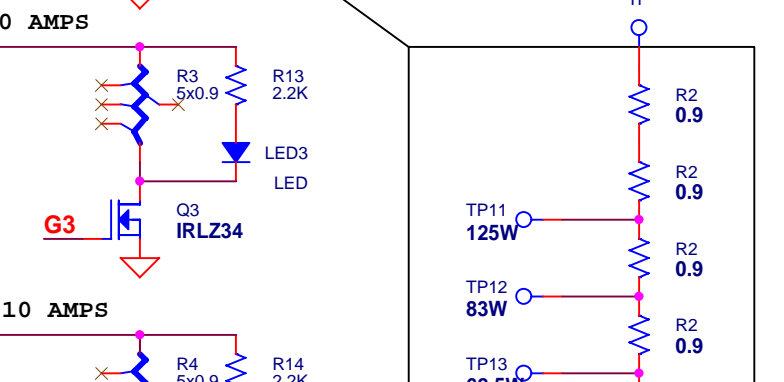 0 AMPS
R3
5x0.9
R13
2.2K
LED3
LED
G3
Q3
IRLZ34
10 AMPS
R4
5x0.9
R14
2.2K
R2
0.9
R2
0.9
TP11
125W
R2
0.9
TP12
83W
R2
0.9
TP13
62.5W